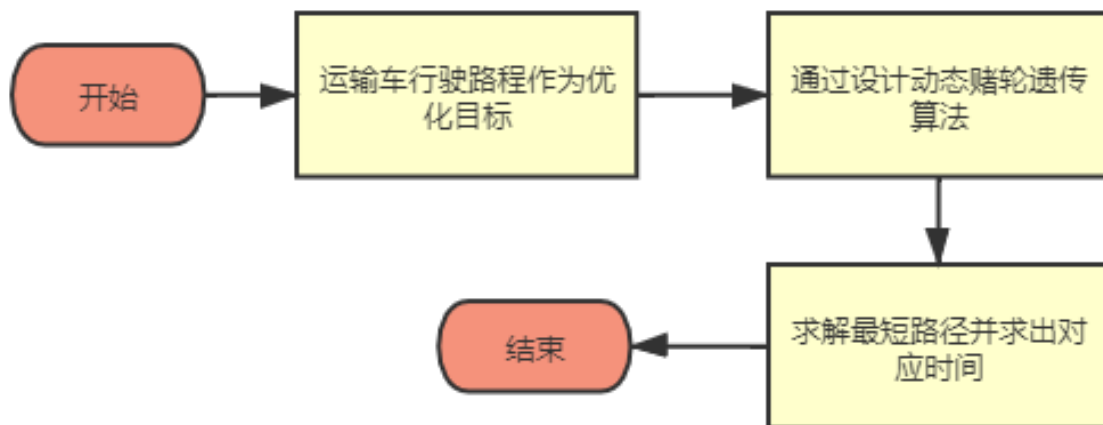 开始
运输车行驶路程作为优
化目标
通过设计动态赌轮遗传
算法
求解最短路径并求出对
应时间
结束